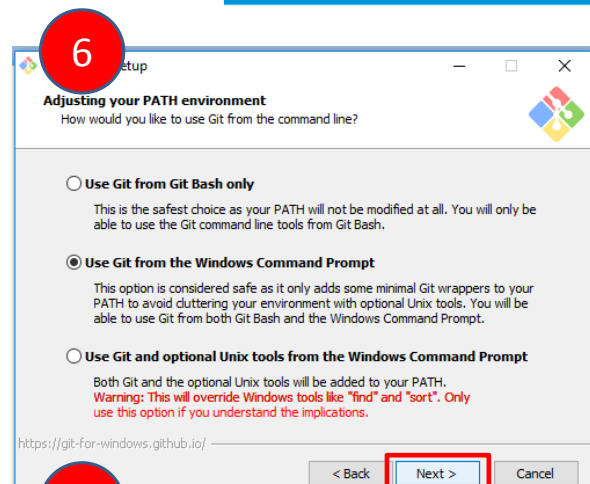 6
etup
Adjusting your PATH environment
How would you like to use Git from the command line?
Use Git from Git Bash only
This is the safest choice as your PATH will not be modified at all. You will only be
able to use the Git command line tools from Git Bash.
Use Git from the Windows Command Prompt
This option is considered safe as it only adds some minimal Git wrappers to your
PATH to avoid cluttering your environment with optional Unix tools. You will be
able to use Git from both Git Bash and the Windows Command Prompt.
Use Git and optional Unix tools from the Windows Command Prompt
Both Git and the optional Unix tools will be added to your PATH.
Warning: This will override Windows tools like "find" and "sort". Only
use this option if you understand the implications.
https://git-for-windows.github.io/
< Back Next > Cancel